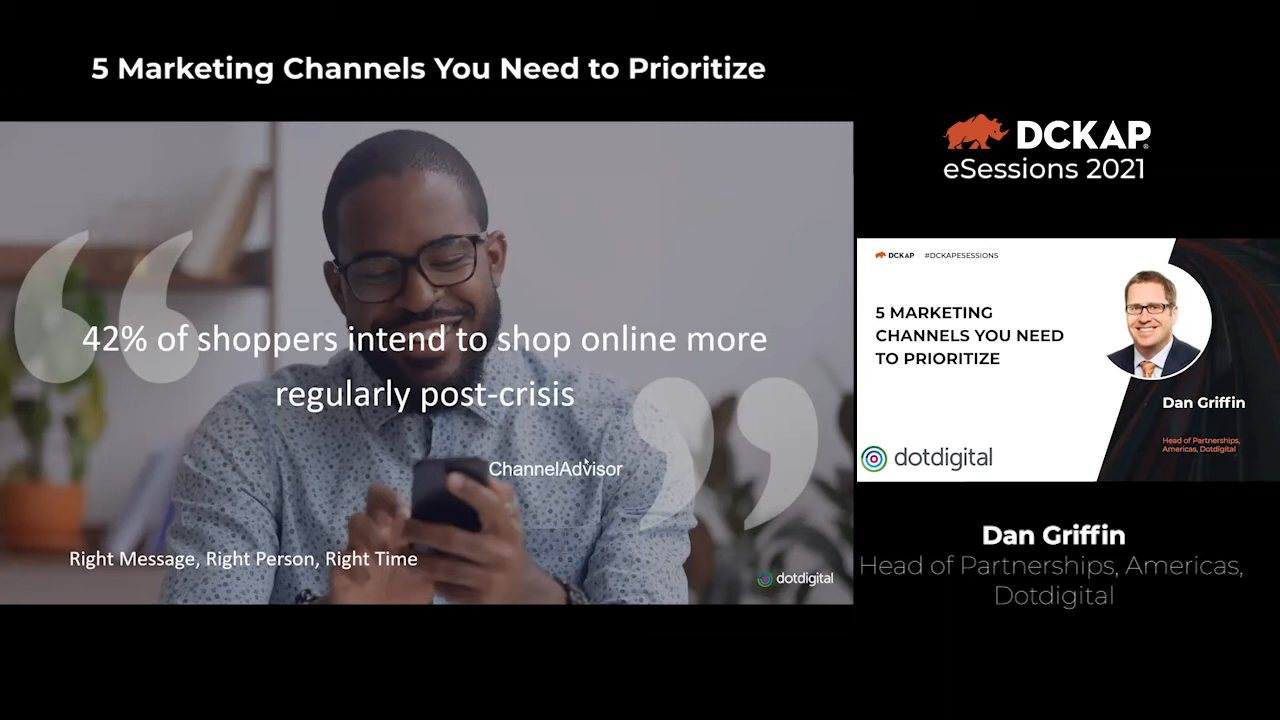 5 Marketing Channels You Need to Prioritize
42% of shoppers intend to shop online more
regularly post-crisis
ChannelAdvisor
Right Message, Right Person, Right Time
dotdigital
DCKAP
eSessions 2021
DCKAP #DCKAPESESSIONS
5 MARKETING
CHANNELS YOU NEED
TO PRIORITIZE
Dan Griffin
Head of Partnerships,
Americas, Dotdigital
dotdigital
Dan Griffin
Head of Partnerships, Americas,
Dotdigital